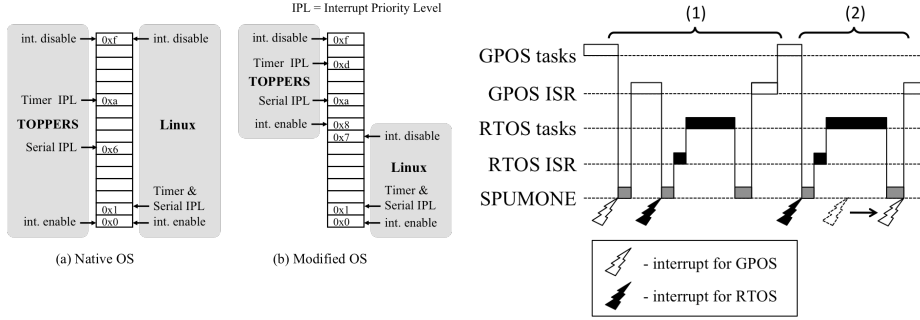 IPL = Interrupt Priority Level
int. disable 0xf int. disable
Timer IPL 0xa
TOPPERS Linux
Serial IPL 0x6
Timer &
0x1 Serial IPL
int. enable 0x0 int. enable
(a) Native OS
int. disable 0xf
Timer IPL 0xd
TOPPERS
Serial IPL 0xa
int. enable 0x8
0x7 int. disable
Linux
Timer &
0x1 Serial IPL
0x0 int. enable
(b) Modified OS
(1) (2)
GPOS tasks
GPOS ISR
RTOS tasks
RTOS ISR
SPUMONE
- interrupt for GPOS
- interrupt for RTOS